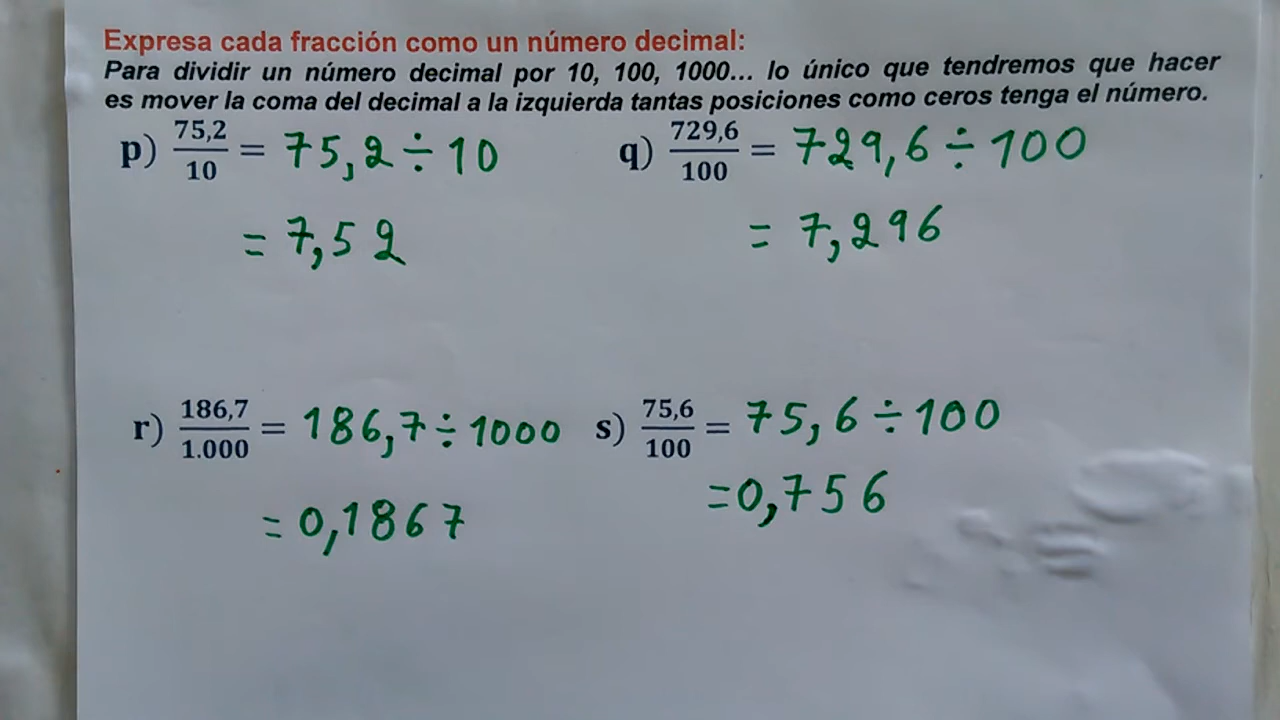 Expresa cada fracción como un número decimal:
Para dividir un número decimal por 10, 100, 1000... lo único que tendremos que hacer
es mover la coma del decimal a la izquierda tantas posiciones como ceros tenga el número.
p) 75,2/10 = 75,2 ÷ 10
= 7,52
q) 729,6/100 = 729,6 ÷ 100
= 7,296
r) 186,7/1.000 = 186,7 ÷ 1000
= 0,1867
s) 75,6/100 = 75,6 ÷ 100
= 0,756